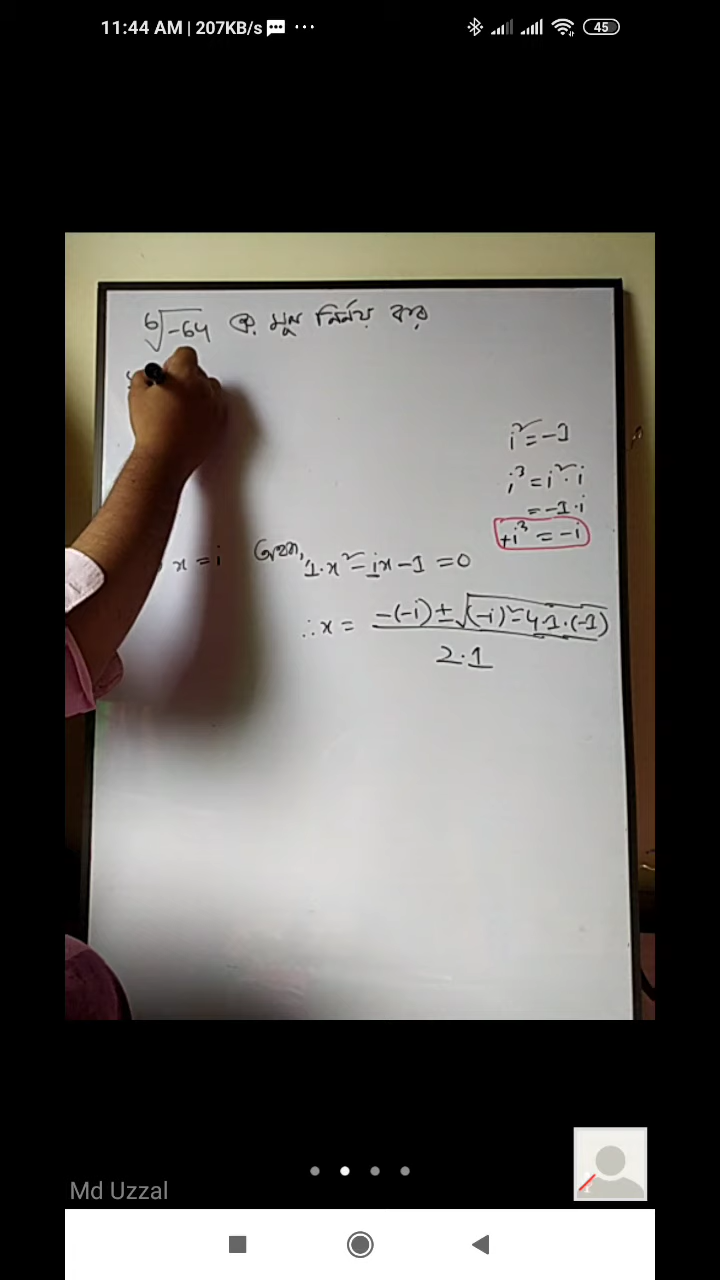 11:44 AM | 207KB/s ...
45
⁶√-64 এর মূল নির্নয় কর
i² = -1
i³ = i²·i
= -1·i
+i³ = -i
x = i এখন, 1·x² - ix - 1 = 0
∴ x = (-(-i) ± √((-i)² - 4·1·(-1))) / 2·1
Md Uzzal